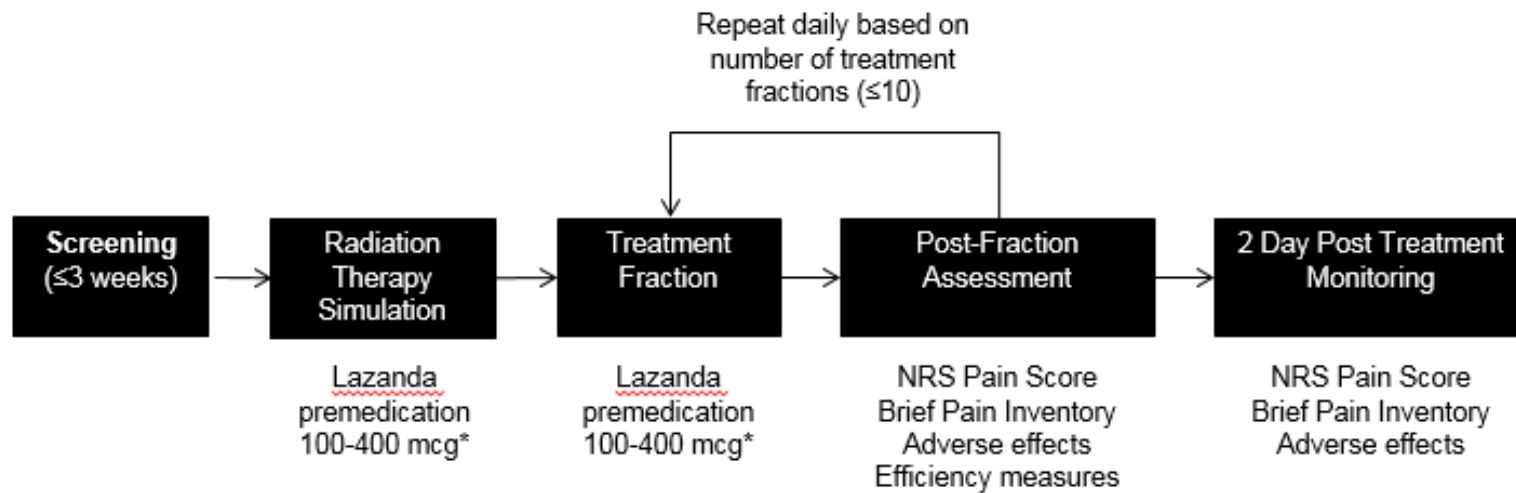 Repeat daily based on
number of treatment
fractions (≤10)
Screening
(≤3 weeks)
Radiation
Therapy
Simulation
Treatment
Fraction
Post-Fraction
Assessment
2 Day Post Treatment
Monitoring
Lazanda
premedication
100-400 mcg*
Lazanda
premedication
100-400 mcg*
NRS Pain Score
Brief Pain Inventory
Adverse effects
Efficiency measures
NRS Pain Score
Brief Pain Inventory
Adverse effects